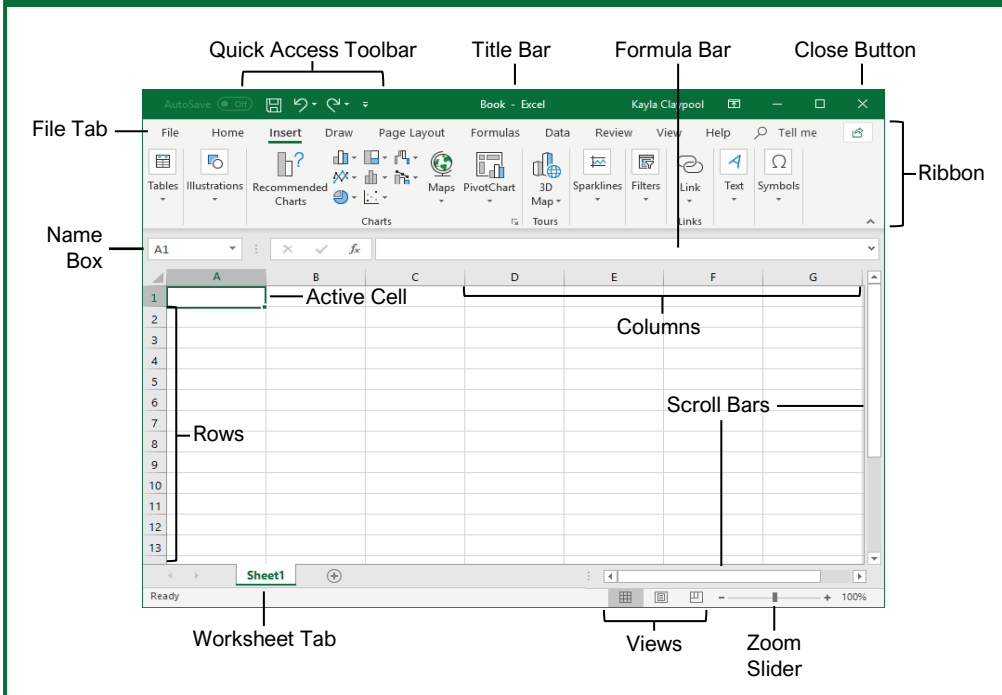 Quick Access Toolbar
Title Bar
Formula Bar
Close Button
AutoSave Off
Book - Excel
Kayla Claypool
File Tab
File Home Insert Draw Page Layout Formulas Data Review View Help Tell me
Ribbon
Tables
Illustrations
Recommended
Charts
Maps
PivotChart
3D
Map
Sparklines
Filters
Link
Text
Symbols
Charts
Tours
Links
Name
Box
A1
fx
A B C D E F G
1
Active Cell
Columns
2
3
4
5
6
Scroll Bars
7
Rows
8
9
10
11
12
13
Sheet1
Ready
100%
Worksheet Tab
Views
Zoom
Slider